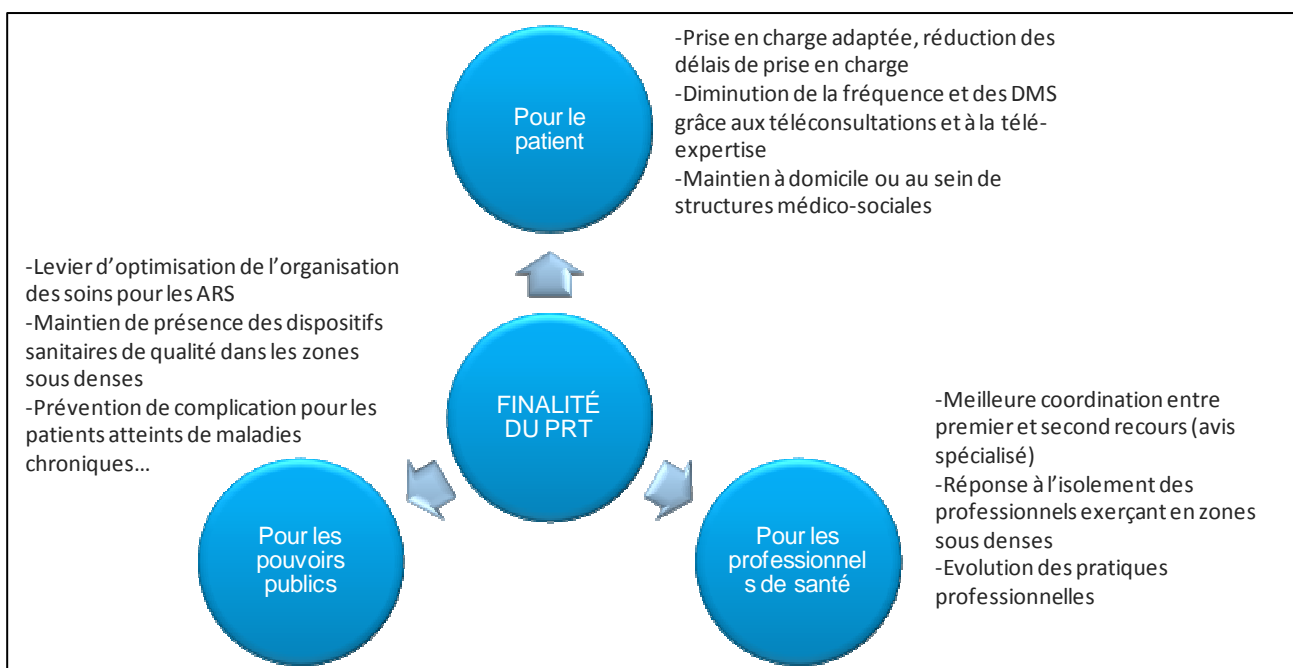 Pour le
patient
-Prise en charge adaptée, réduction des
délais de prise en charge
-Diminution de la fréquence et des DMS
grâce aux téléconsultations et à la télé-
expertise
-Maintien à domicile ou au sein de
structures médico-sociales
-Levier d'optimisation de l'organisation
des soins pour les ARS
-Maintien de présence des dispositifs
sanitaires de qualité dans les zones
sous denses
-Prévention de complication pour les
patients atteints de maladies
chroniques…
FINALITÉ
DU PRT
-Meilleure coordination entre
premier et second recours (avis
spécialisé)
-Réponse à l'isolement des
professionnels exerçant en zones
sous denses
-Evolution des pratiques
professionnelles
Pour les
pouvoirs
publics
Pour les
professionnel
s de santé